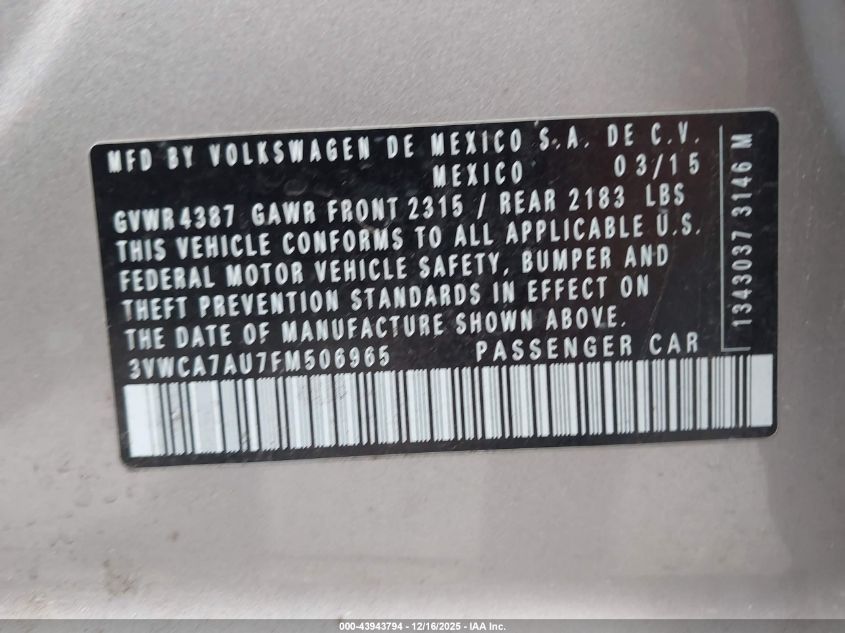 MFD BY VOLKSWAGEN DE MEXICO S.A. DE C.V.
MEXICO 03/15
GVWR 4387 GAWR FRONT 2315 / REAR 2183 LBS
THIS VEHICLE CONFORMS TO ALL APPLICABLE U.S.
FEDERAL MOTOR VEHICLE SAFETY, BUMPER AND
THEFT PREVENTION STANDARDS IN EFFECT ON
THE DATE OF MANUFACTURE SHOWN ABOVE.
3VWCA7AU7FM506965 PASSENGER CAR
1343037 3146 M
000-43943794 - 12/16/2025 - IAA Inc.